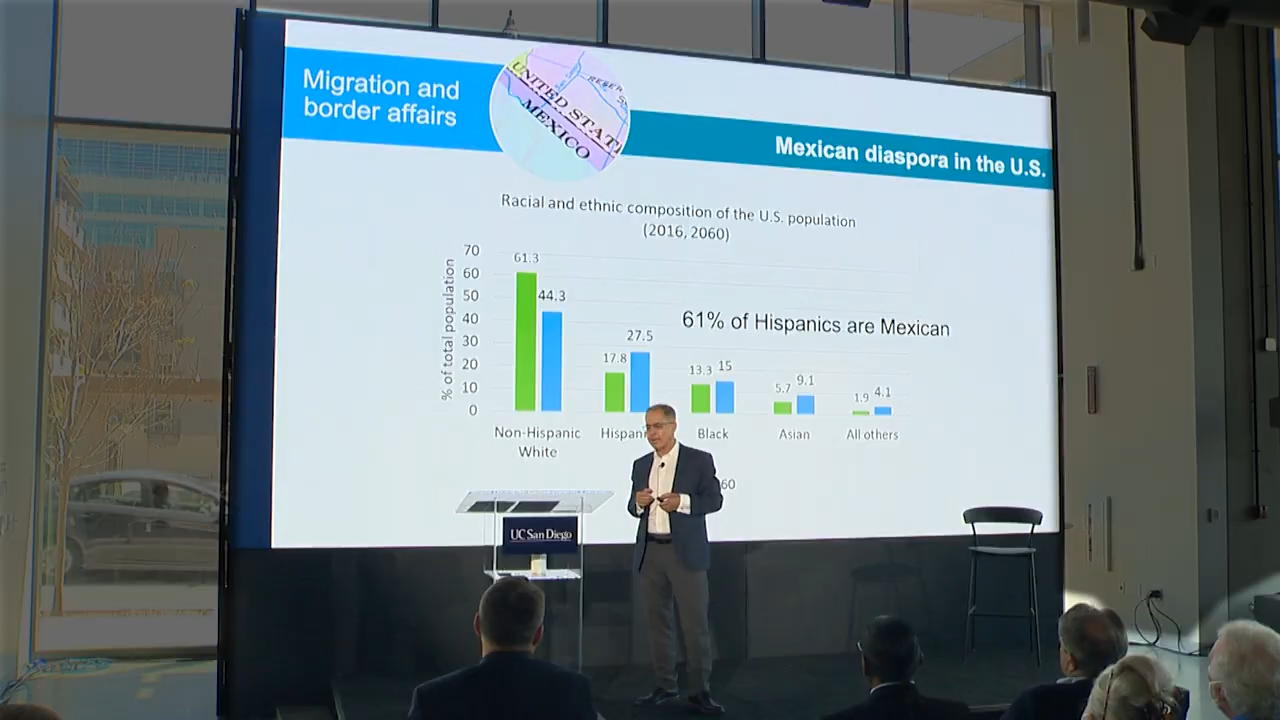 Migration and
border affairs
UNITED STAT
MEXICO
Mexican diaspora in the U.S.
Racial and ethnic composition of the U.S. population
(2016, 2060)
% of total population
70
60
50
40
30
20
10
0
61.3
44.3
17.8
27.5
13.3
15
5.7
9.1
1.9
4.1
61% of Hispanics are Mexican
Non-Hispanic
White
Hispani
Black
Asian
All others
60
UC San Diego